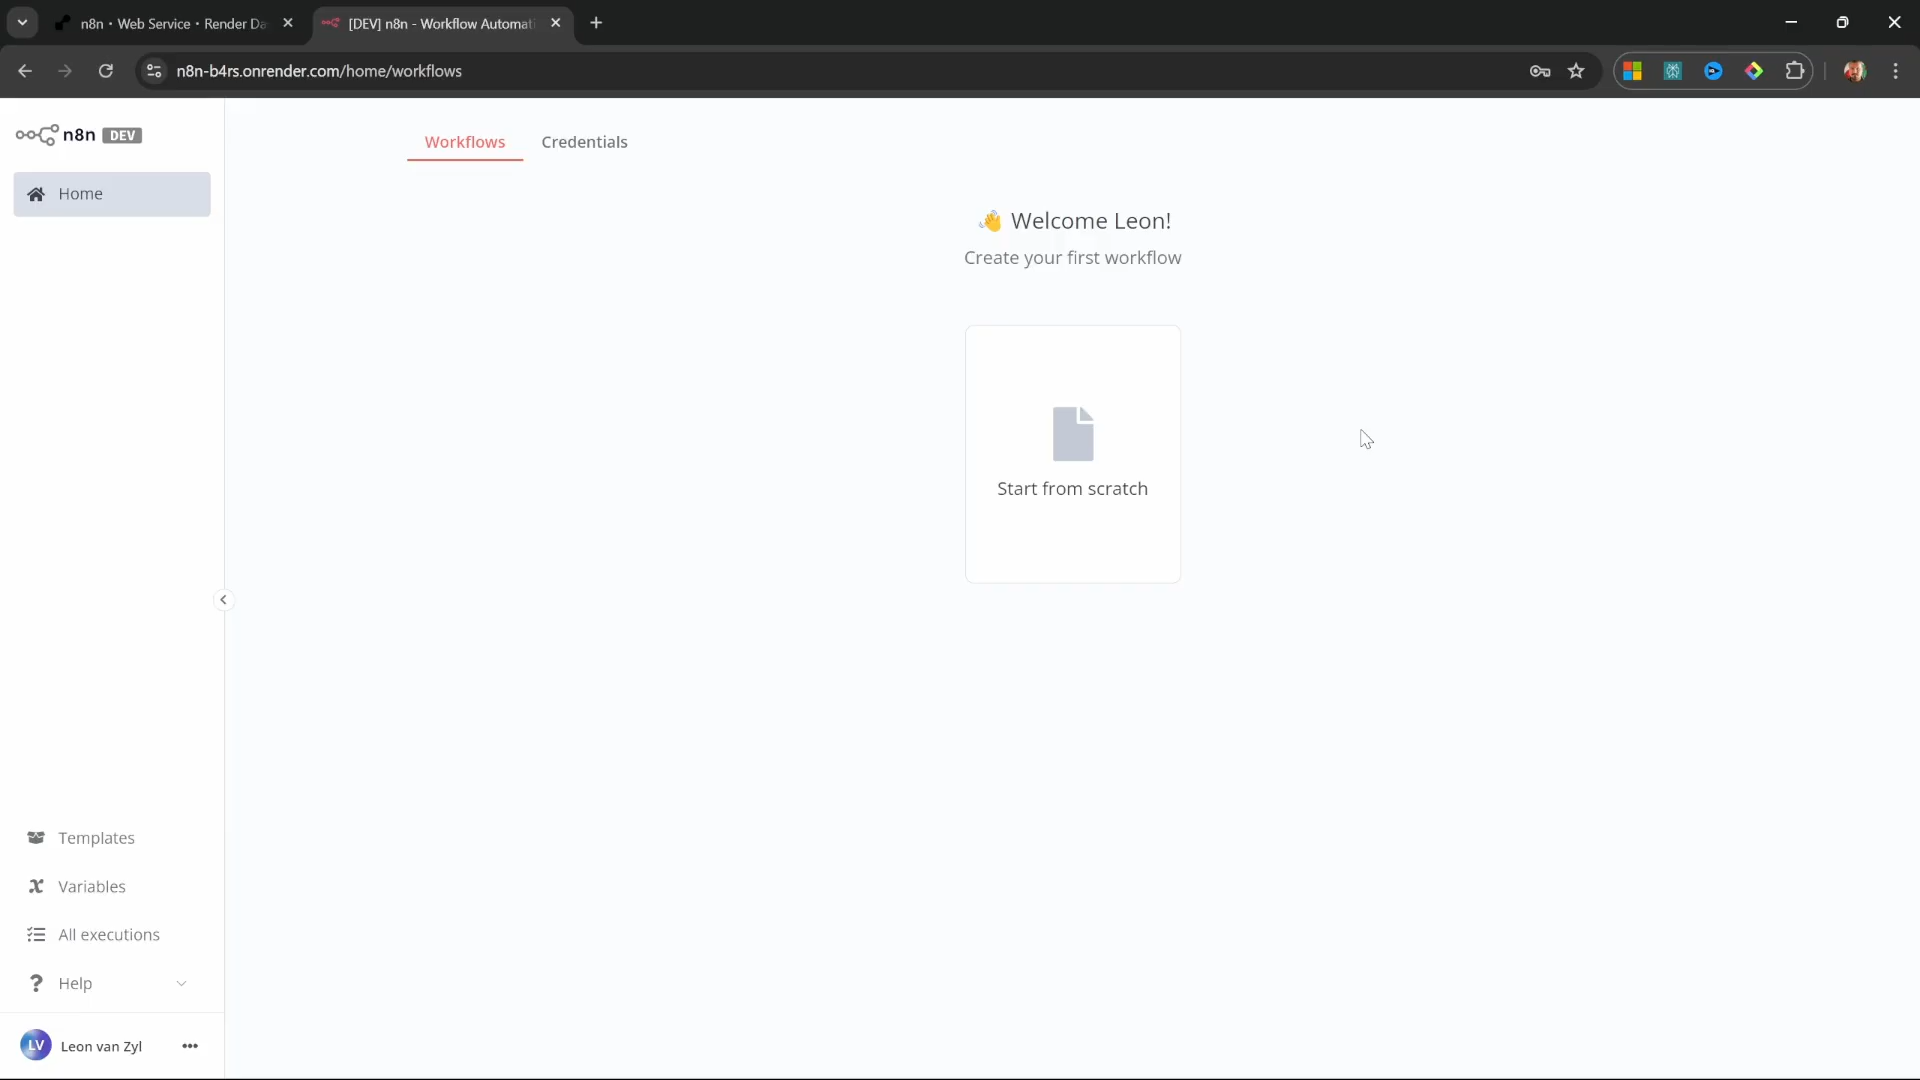 n8n • Web Service • Render Da
[DEV] n8n - Workflow Automati
n8n-b4rs.onrender.com/home/workflows
n8n DEV
Workflows
Credentials
Home
👋 Welcome Leon!
Create your first workflow
Start from scratch
Templates
Variables
All executions
Help
LV Leon van Zyl